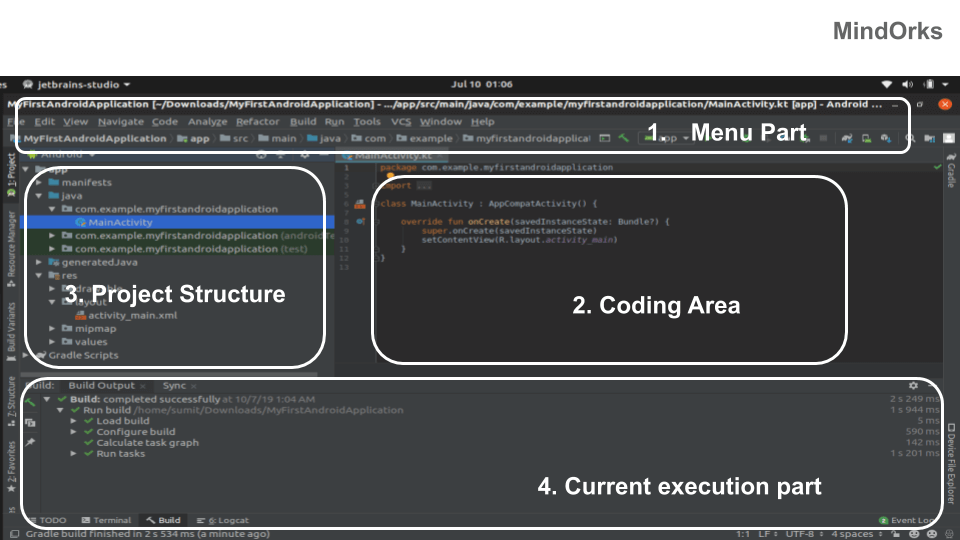 MindOrks
jetbrains-studio
Jul 10 01:06
MyFirstAndroidApplication [~/Downloads/MyFirstAndroidApplication] - .../app/src/main/java/com/example/myfirstandroidapplication/MainActivity.kt [app] - Android ...
File Edit View Navigate Code Analyze Refactor Build Run Tools VCS Window Help
MyFirstAndroidApplication app src main java com example myfirstandroidapplicat app
1. Menu Part
Android
MainActivity.kt
1: Project
Resource Manager
Build Variants
Z: Structure
2: Favorites
Gradle
Device File Explorer
app
manifests
java
com.example.myfirstandroidapplication
MainActivity
com.example.myfirstandroidapplication (androidTe
com.example.myfirstandroidapplication (test)
generatedJava
res
layout
activity_main.xml
mipmap
values
Gradle Scripts
3. Project Structure
1 package com.example.myfirstandroidapplication
2
3 import ...
5
6 class MainActivity : AppCompatActivity() {
7
8 override fun onCreate(savedInstanceState: Bundle?) {
9 super.onCreate(savedInstanceState)
10 setContentView(R.layout.activity_main)
11 }
12 }
13
2. Coding Area
Build: Build Output × Sync ×
Build: completed successfully at 10/7/19 1:04 AM 2 s 249 ms
Run build /home/sumit/Downloads/MyFirstAndroidApplication 1 s 944 ms
Load build 5 ms
Configure build 590 ms
Calculate task graph 142 ms
Run tasks 1 s 201 ms
4. Current execution part
TODO Terminal Build 6: Logcat 2 Event Log
Gradle build finished in 2 s 534 ms (a minute ago) 1:1 LF UTF-8 4 spaces